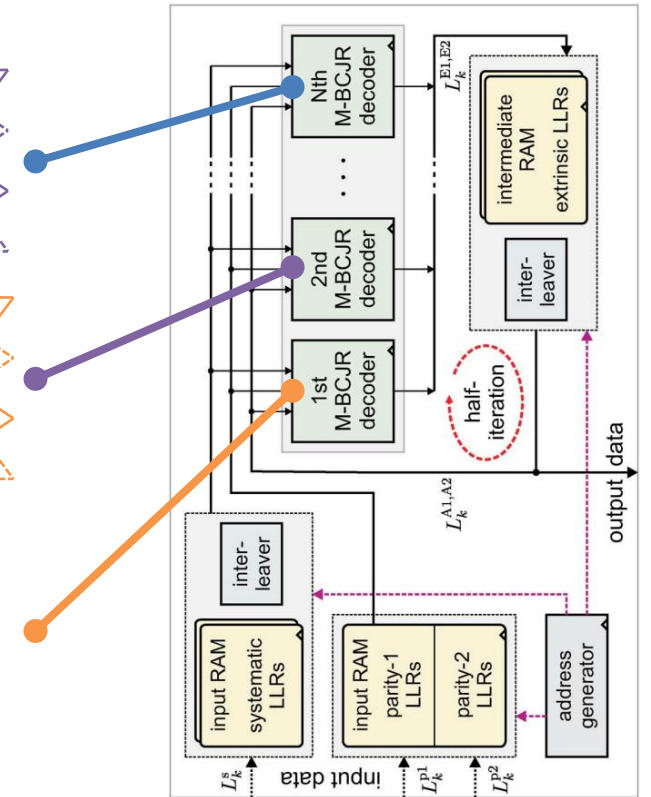 Nth
M-BCJR
decoder
. . .
2nd
M-BCJR
decoder
1st
M-BCJR
decoder
L_k^{E1,E2}
intermediate
RAM
extrinsic LLRs
inter-
leaver
half-
iteration
L_k^{A1,A2}
output data
inter-
leaver
input RAM
systematic
LLRs
input RAM
parity-1
LLRs
parity-2
LLRs
address
generator
input data
L_k^s
L_k^{p1}
L_k^{p2}